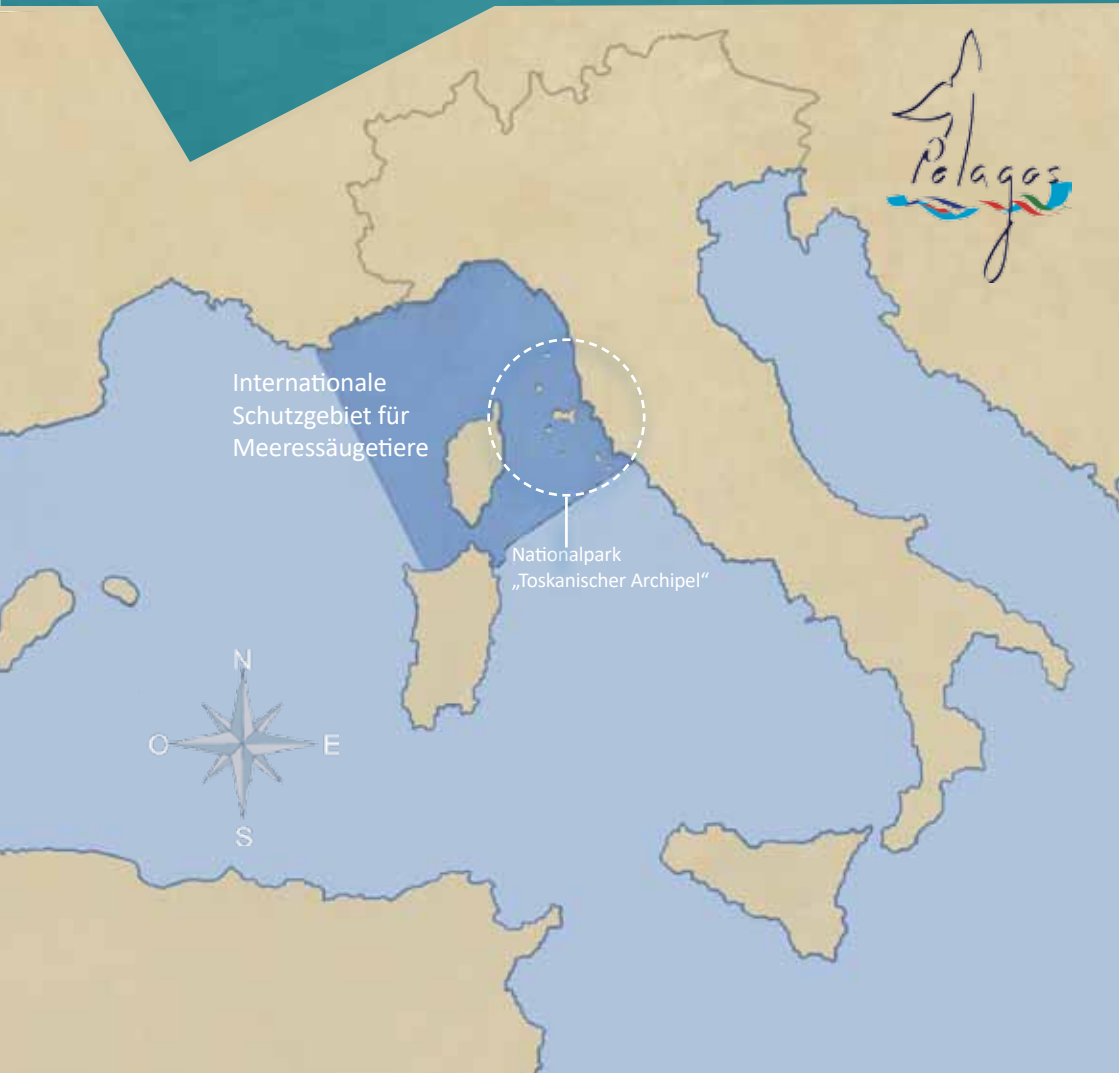 Pelagos
Internationale
Schutzgebiet für
Meeressäugetiere
Nationalpark
„Toskanischer Archipel“
N
O
E
S